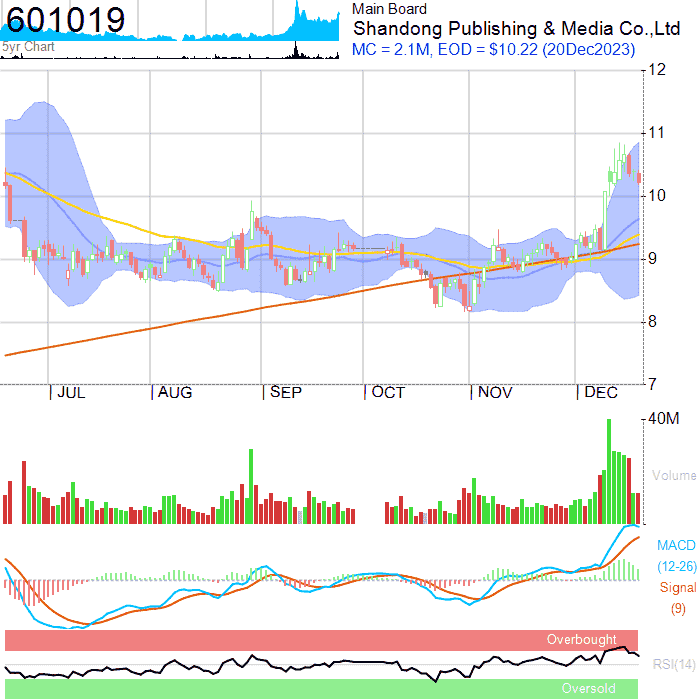 601019
5yr Chart
Main Board
Shandong Publishing & Media Co.,Ltd
MC = 2.1M, EOD = $10.22 (20Dec2023)
12
11
10
9
8
7
JUL
AUG
SEP
OCT
NOV
DEC
40M
Volume
MACD
(12-26)
Signal
(9)
Overbought
RSI(14)
Oversold